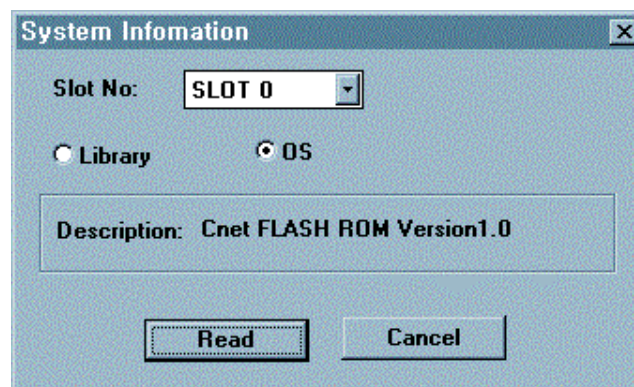 System Infomation
Slot No: SLOT 0
Library OS
Description: Cnet FLASH ROM Version1.0
Read Cancel